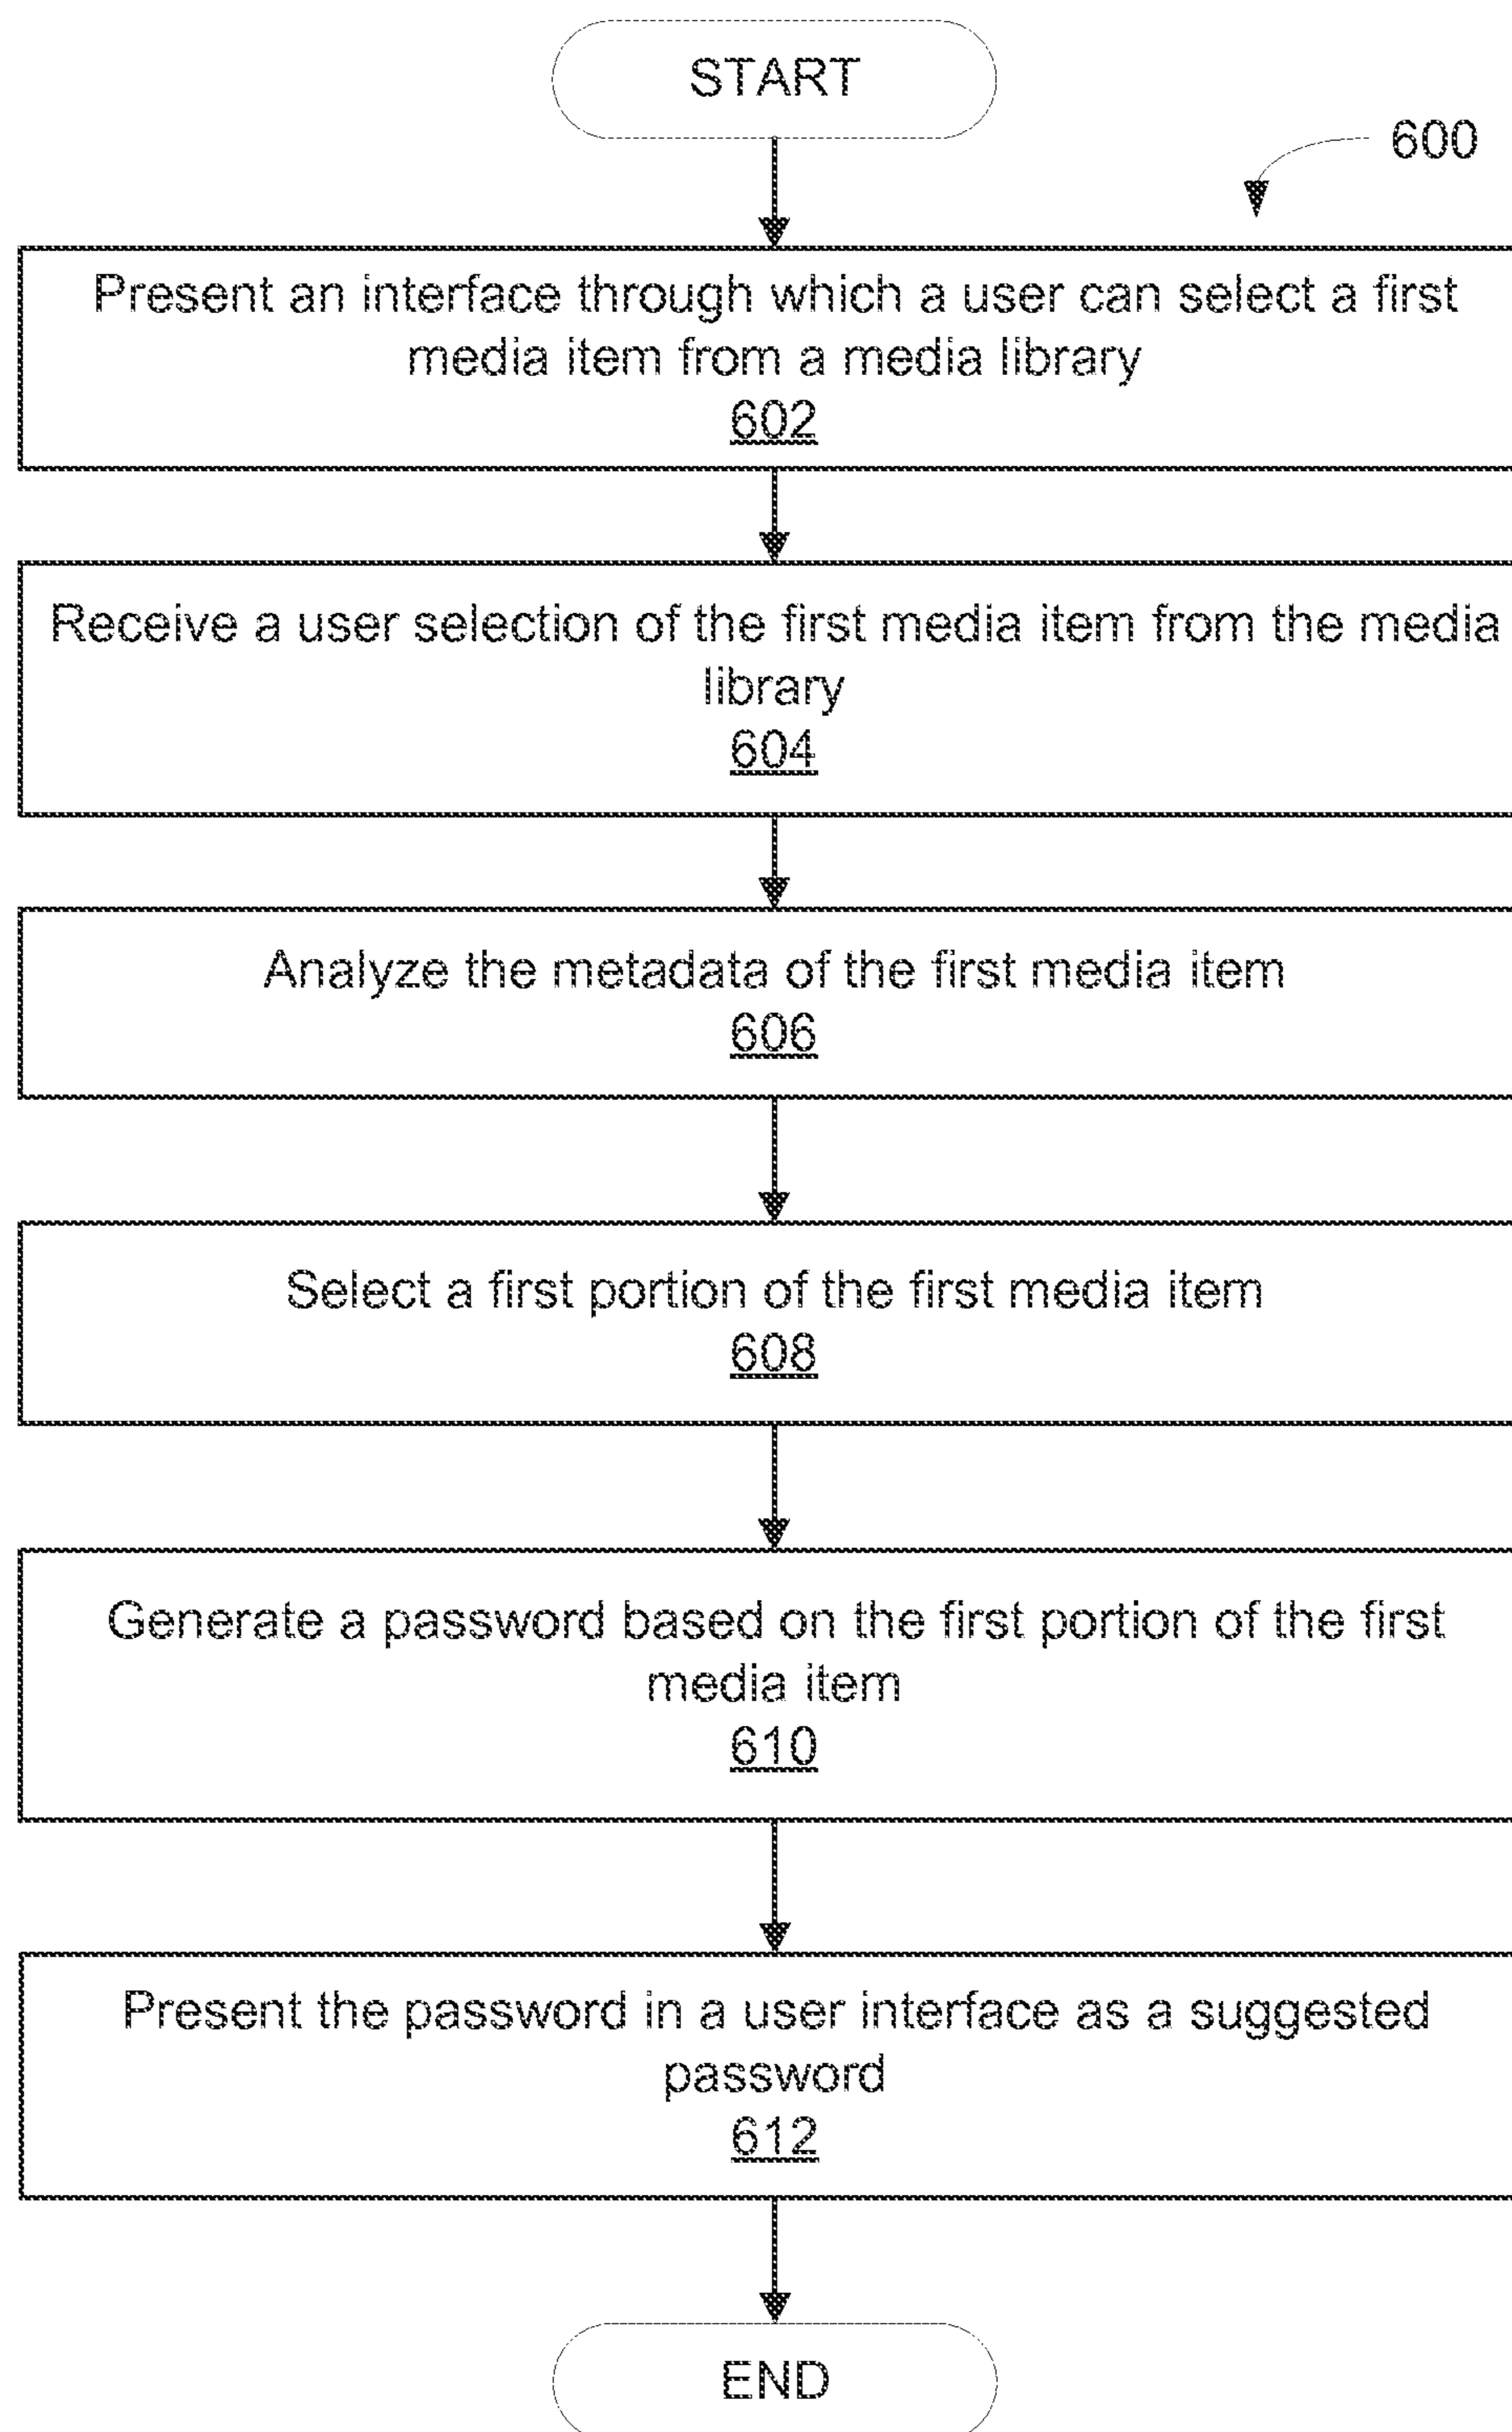 START
600
Present an interface through which a user can select a first
media item from a media library
602
Receive a user selection of the first media item from the media
library
604
Analyze the metadata of the first media item
606
Select a first portion of the first media item
608
Generate a password based on the first portion of the first
media item
610
Present the password in a user interface as a suggested
password
612
END